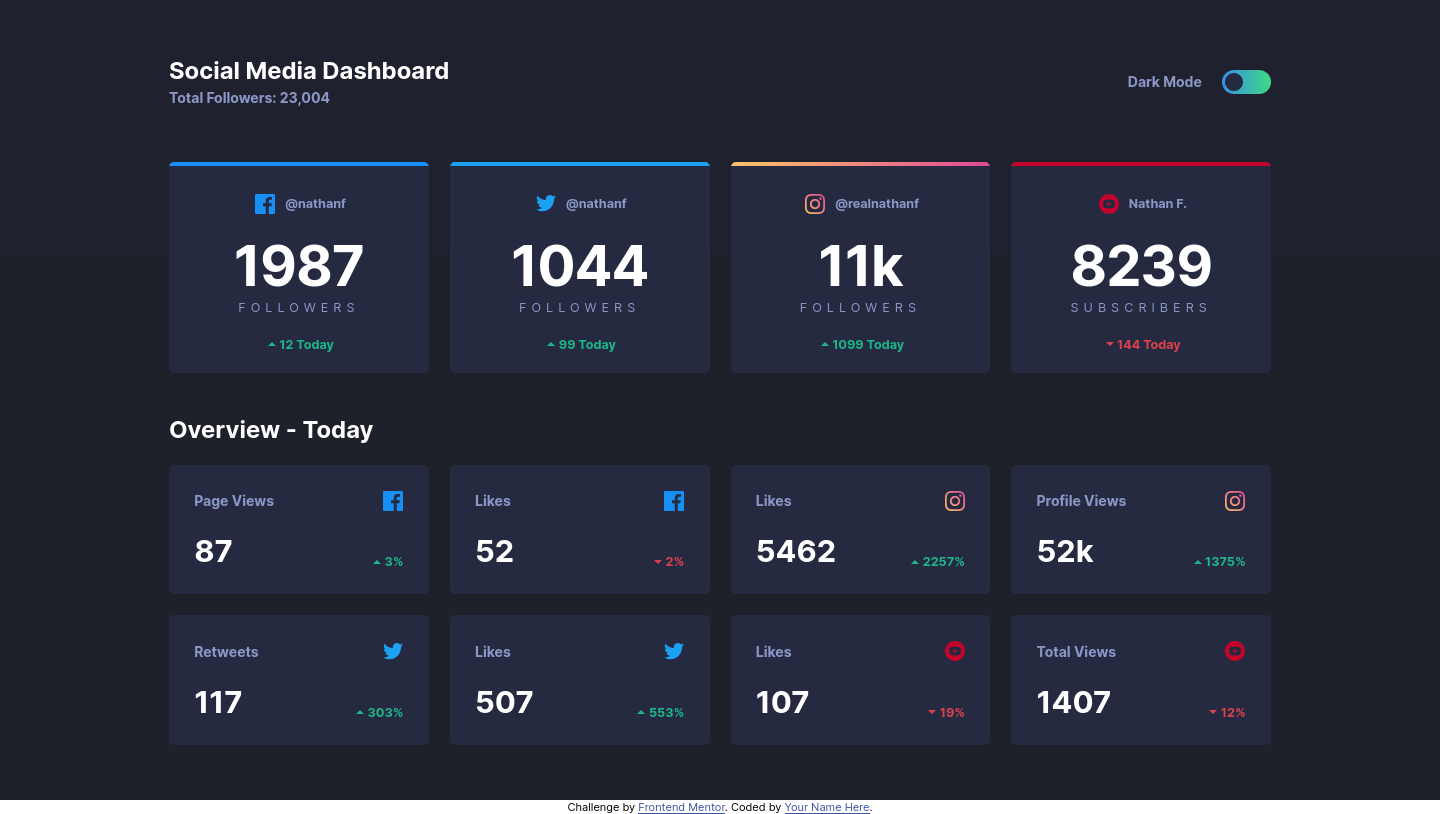 Social Media Dashboard
Total Followers: 23,004
Dark Mode
@nathanf
1987
FOLLOWERS
12 Today
@nathanf
1044
FOLLOWERS
99 Today
@realnathanf
11k
FOLLOWERS
1099 Today
Nathan F.
8239
SUBSCRIBERS
144 Today
Overview - Today
Page Views
87
3%
Likes
52
2%
Likes
5462
2257%
Profile Views
52k
1375%
Retweets
117
303%
Likes
507
553%
Likes
107
19%
Total Views
1407
12%
Challenge by Frontend Mentor. Coded by Your Name Here.